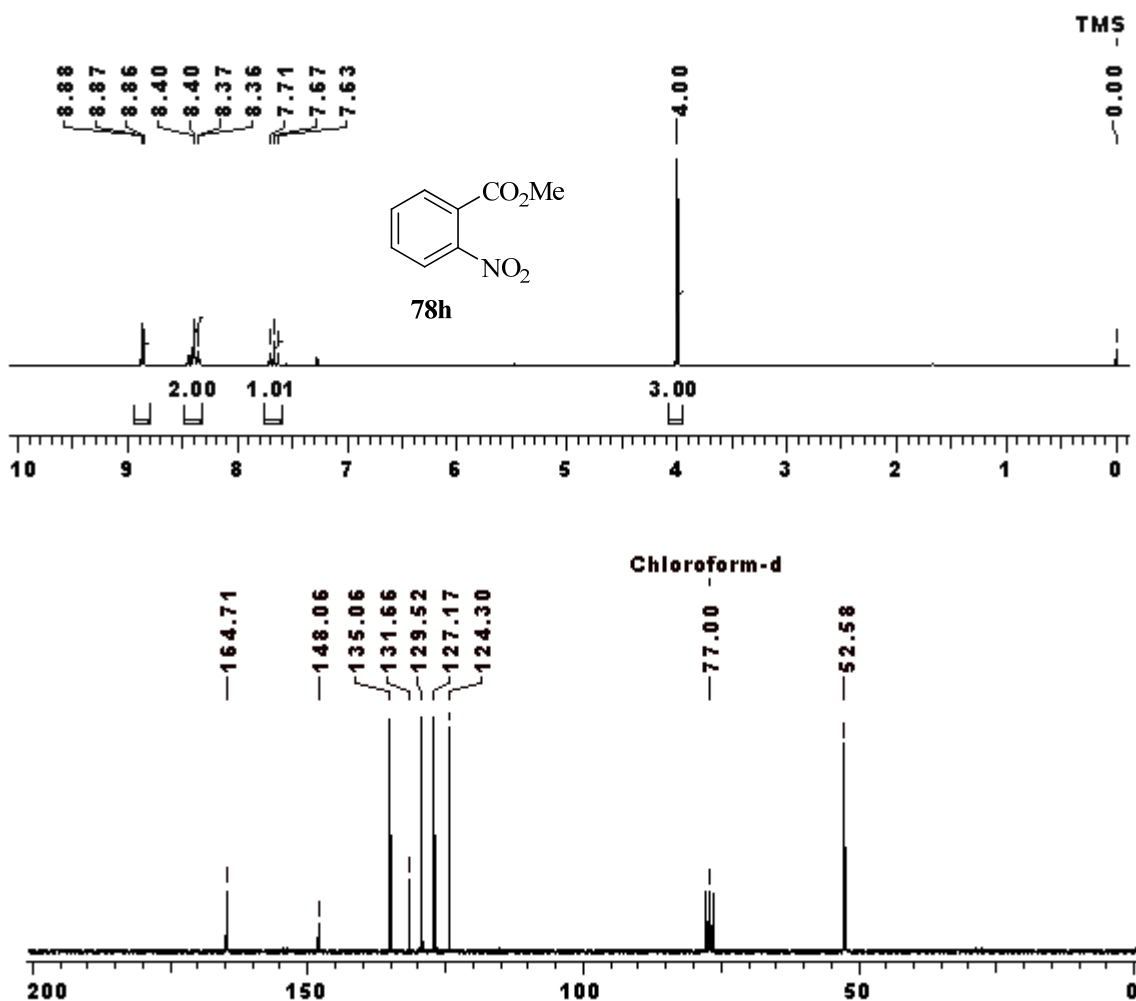 TMS
8.88 8.87 8.86 8.40 8.40 8.37 8.36 7.71 7.67 7.63 4.00 0.00
CO2Me
NO2
78h
2.00 1.01 3.00
10 9 8 7 6 5 4 3 2 1 0
Chloroform-d
164.71 148.06 135.06 131.66 129.52 127.17 124.30 77.00 52.58
200 150 100 50 0